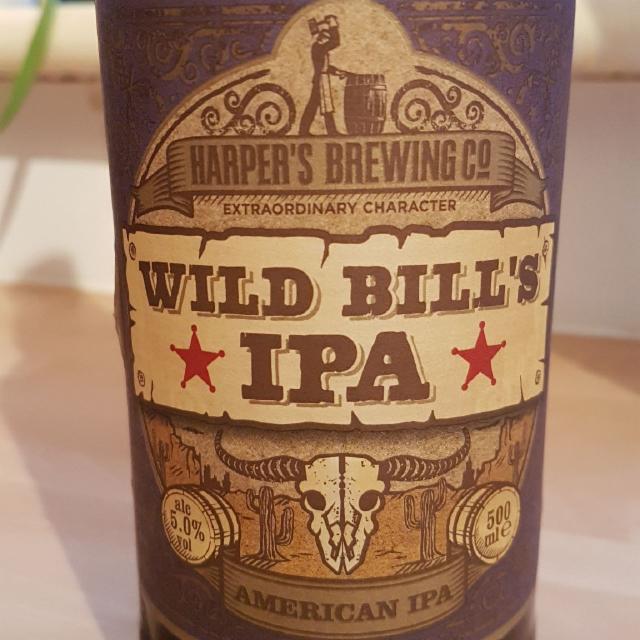 HARPER'S BREWING Co
EXTRAORDINARY CHARACTER
WILD BILL'S
IPA
alc
5.0%
vol
500
ml e
AMERICAN IPA